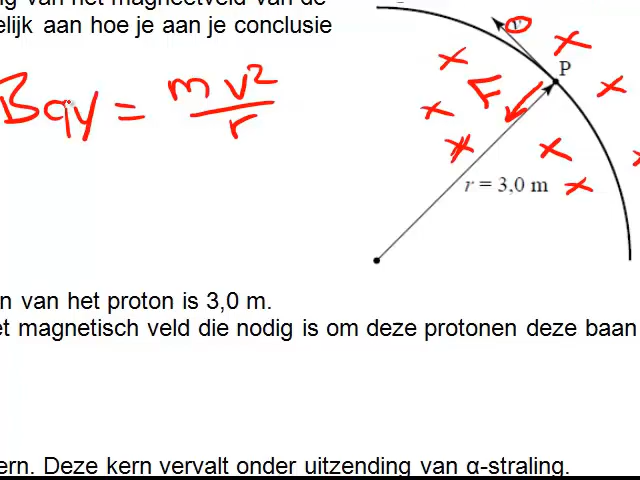 ng van het magneetveld van de
elijk aan hoe je aan je conclusie
P
Bqv = mv²
r
r = 3,0 m
n van het proton is 3,0 m.
et magnetisch veld die nodig is om deze protonen deze baan
ern. Deze kern vervalt onder uitzending van α-straling.